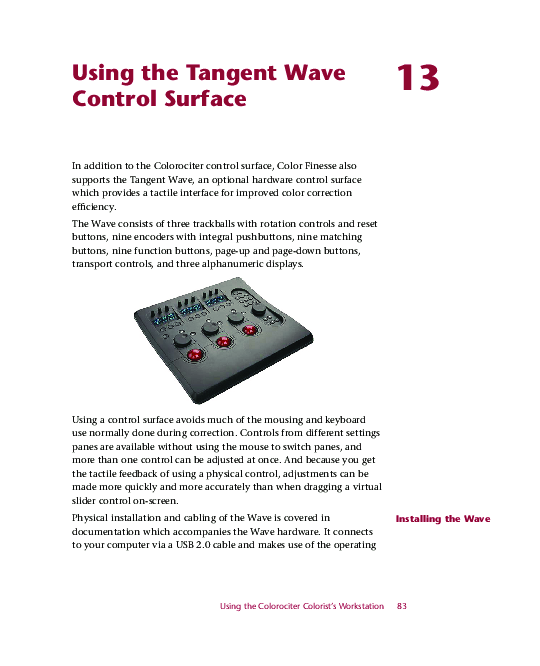 Using the Tangent Wave
Control Surface
13
In addition to the Colorociter control surface, Color Finesse also
supports the Tangent Wave, an optional hardware control surface
which provides a tactile interface for improved color correction
efficiency.
The Wave consists of three trackballs with rotation controls and reset
buttons, nine encoders with integral pushbuttons, nine matching
buttons, nine function buttons, page-up and page-down buttons,
transport controls, and three alphanumeric displays.
Using a control surface avoids much of the mousing and keyboard
use normally done during correction. Controls from different settings
panes are available without using the mouse to switch panes, and
more than one control can be adjusted at once. And because you get
the tactile feedback of using a physical control, adjustments can be
made more quickly and more accurately than when dragging a virtual
slider control on-screen.
Physical installation and cabling of the Wave is covered in
documentation which accompanies the Wave hardware. It connects
to your computer via a USB 2.0 cable and makes use of the operating
Installing the Wave
Using the Colorociter Colorist's Workstation 83